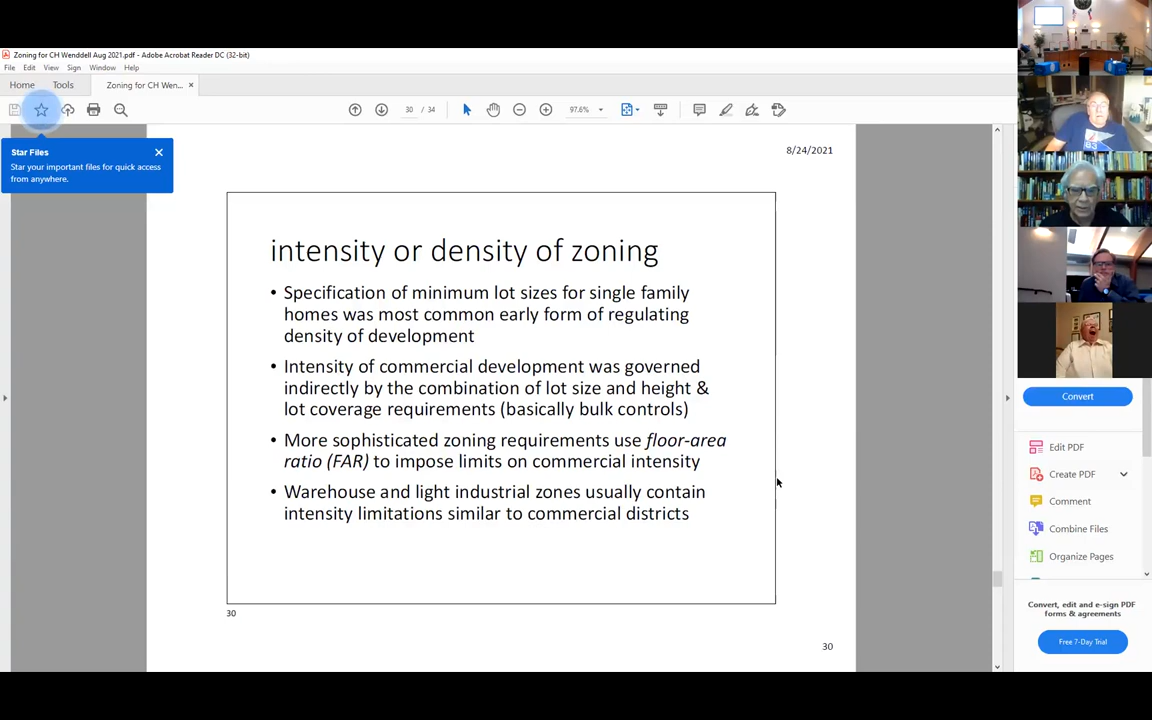 Zoning for CH Wenddell Aug 2021.pdf - Adobe Acrobat Reader DC (32-bit)
File Edit View Sign Window Help
Home Tools Zoning for CH Wen... ×
30 / 34 97.6%
Star Files
Star your important files for quick access
from anywhere.
8/24/2021
intensity or density of zoning
• Specification of minimum lot sizes for single family
homes was most common early form of regulating
density of development
• Intensity of commercial development was governed
indirectly by the combination of lot size and height &
lot coverage requirements (basically bulk controls)
• More sophisticated zoning requirements use floor-area
ratio (FAR) to impose limits on commercial intensity
• Warehouse and light industrial zones usually contain
intensity limitations similar to commercial districts
30
30
Convert
Edit PDF
Create PDF
Comment
Combine Files
Organize Pages
Convert, edit and e-sign PDF
forms & agreements
Free 7-Day Trial